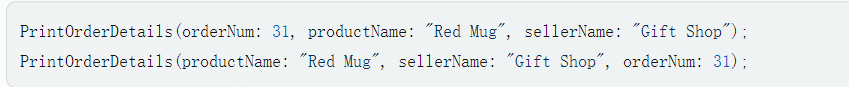 PrintOrderDetails(orderNum: 31, productName: "Red Mug", sellerName: "Gift Shop");
PrintOrderDetails(productName: "Red Mug", sellerName: "Gift Shop", orderNum: 31);